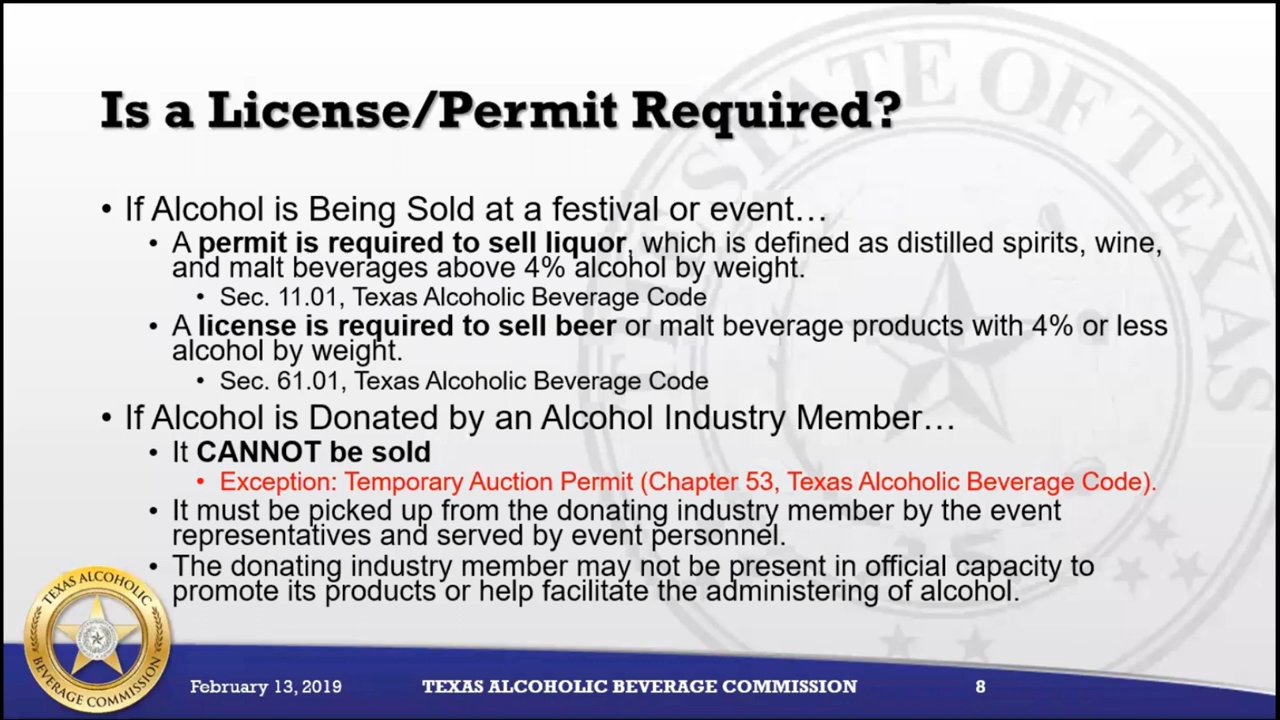 Is a License/Permit Required?
• If Alcohol is Being Sold at a festival or event…
• A permit is required to sell liquor, which is defined as distilled spirits, wine,
and malt beverages above 4% alcohol by weight.
• Sec. 11.01, Texas Alcoholic Beverage Code
• A license is required to sell beer or malt beverage products with 4% or less
alcohol by weight.
• Sec. 61.01, Texas Alcoholic Beverage Code
• If Alcohol is Donated by an Alcohol Industry Member…
• It CANNOT be sold
• Exception: Temporary Auction Permit (Chapter 53, Texas Alcoholic Beverage Code).
• It must be picked up from the donating industry member by the event
representatives and served by event personnel.
• The donating industry member may not be present in official capacity to
promote its products or help facilitate the administering of alcohol.
TEXAS ALCOHOLIC
BEVERAGE COMMISSION
February 13, 2019
TEXAS ALCOHOLIC BEVERAGE COMMISSION
8
STATE OF TEXAS